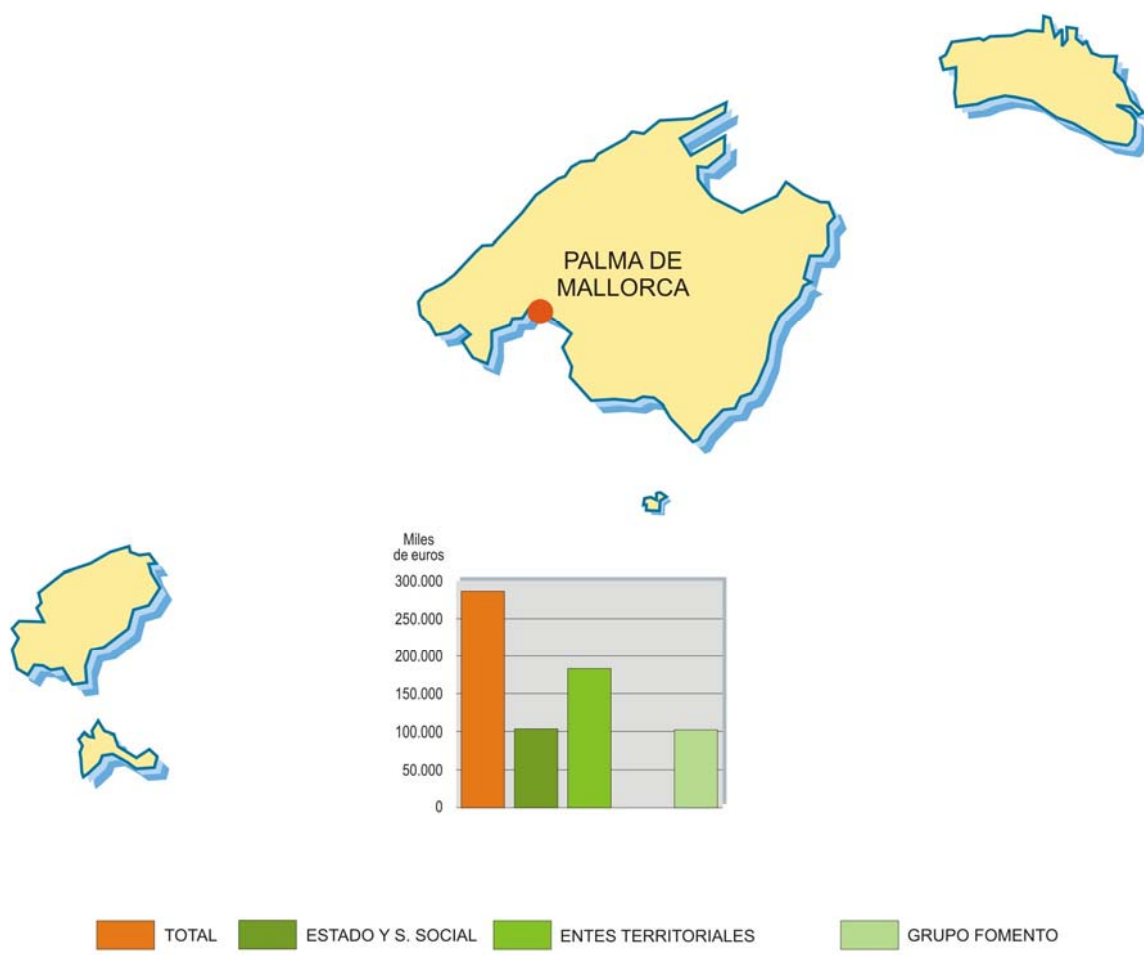 PALMA DE
MALLORCA
Miles
de euros
300.000
250.000
200.000
150.000
100.000
50.000
0
TOTAL
ESTADO Y S. SOCIAL
ENTES TERRITORIALES
GRUPO FOMENTO